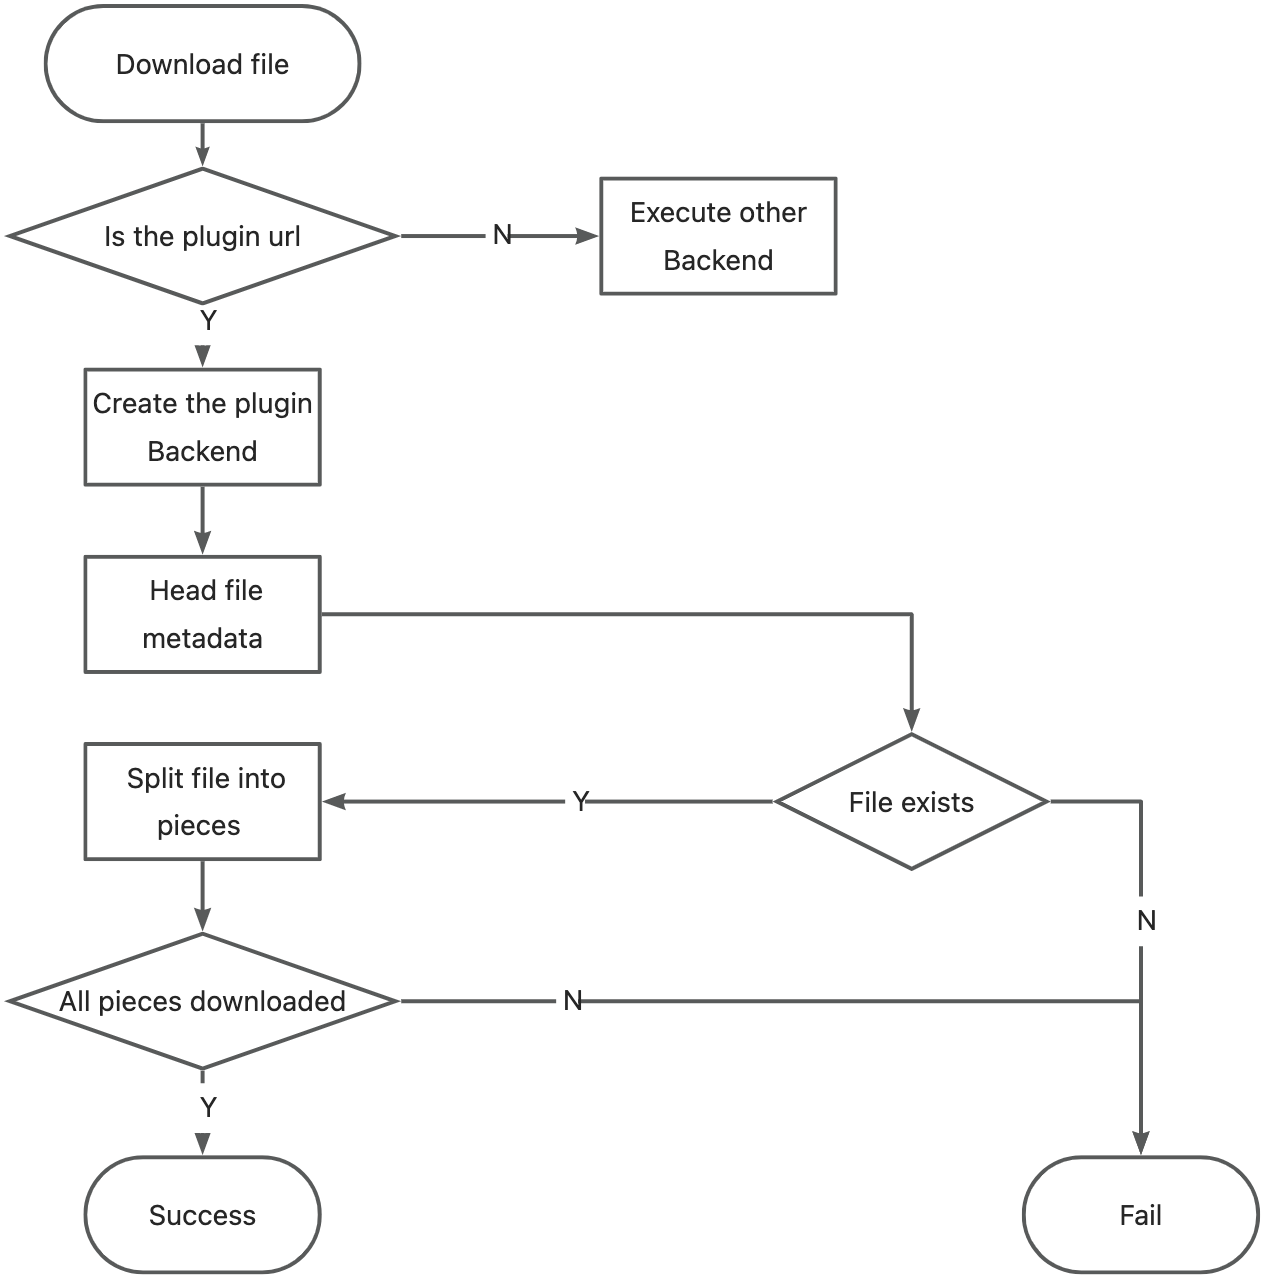 Download file
Is the plugin url
N
Execute other
Backend
Y
Create the plugin
Backend
Head file
metadata
Split file into
pieces
Y
File exists
N
All pieces downloaded
N
Y
Success
Fail